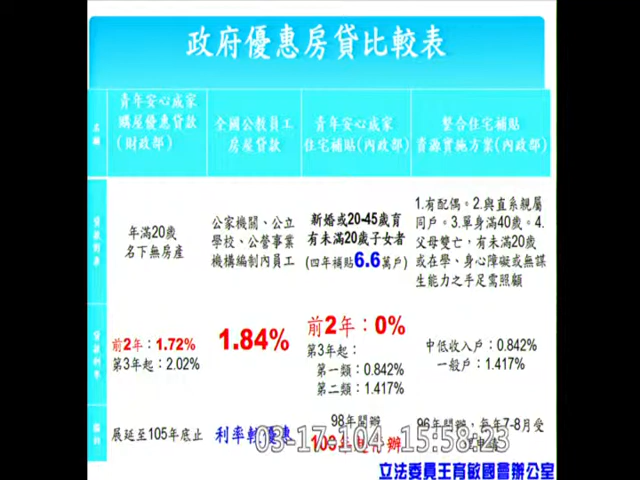 政府優惠房貸比較表
青年安心成家
購屋優惠貸款
(財政部)
全國公教員工
房屋貸款
青年安心成家
住宅補貼(內政部)
整合住宅補貼
資源實施方案(內政部)
年滿20歲
名下無房產
公家機關、公立
學校、公營事業
機構編制內員工
新婚或20-45歲育
有未滿20歲子女者
(四年補貼6.6萬戶)
1.有配偶。2.與直系親屬
同戶。3.單身滿40歲。4.
父母雙亡，有未滿20歲
或在學、身心障礙或無謀
生能力之手足需照顧
前2年：1.72%
第3年起：2.02%
1.84%
前2年：0%
第3年起：
第一類：0.842%
第二類：1.417%
中低收入戶：0.842%
一般戶：1.417%
展延至105年底止
利率較優惠
98年開辦
96年開辦，每年7-8月受
03-17-104 15:58:23
立法委員王育敏國會辦公室